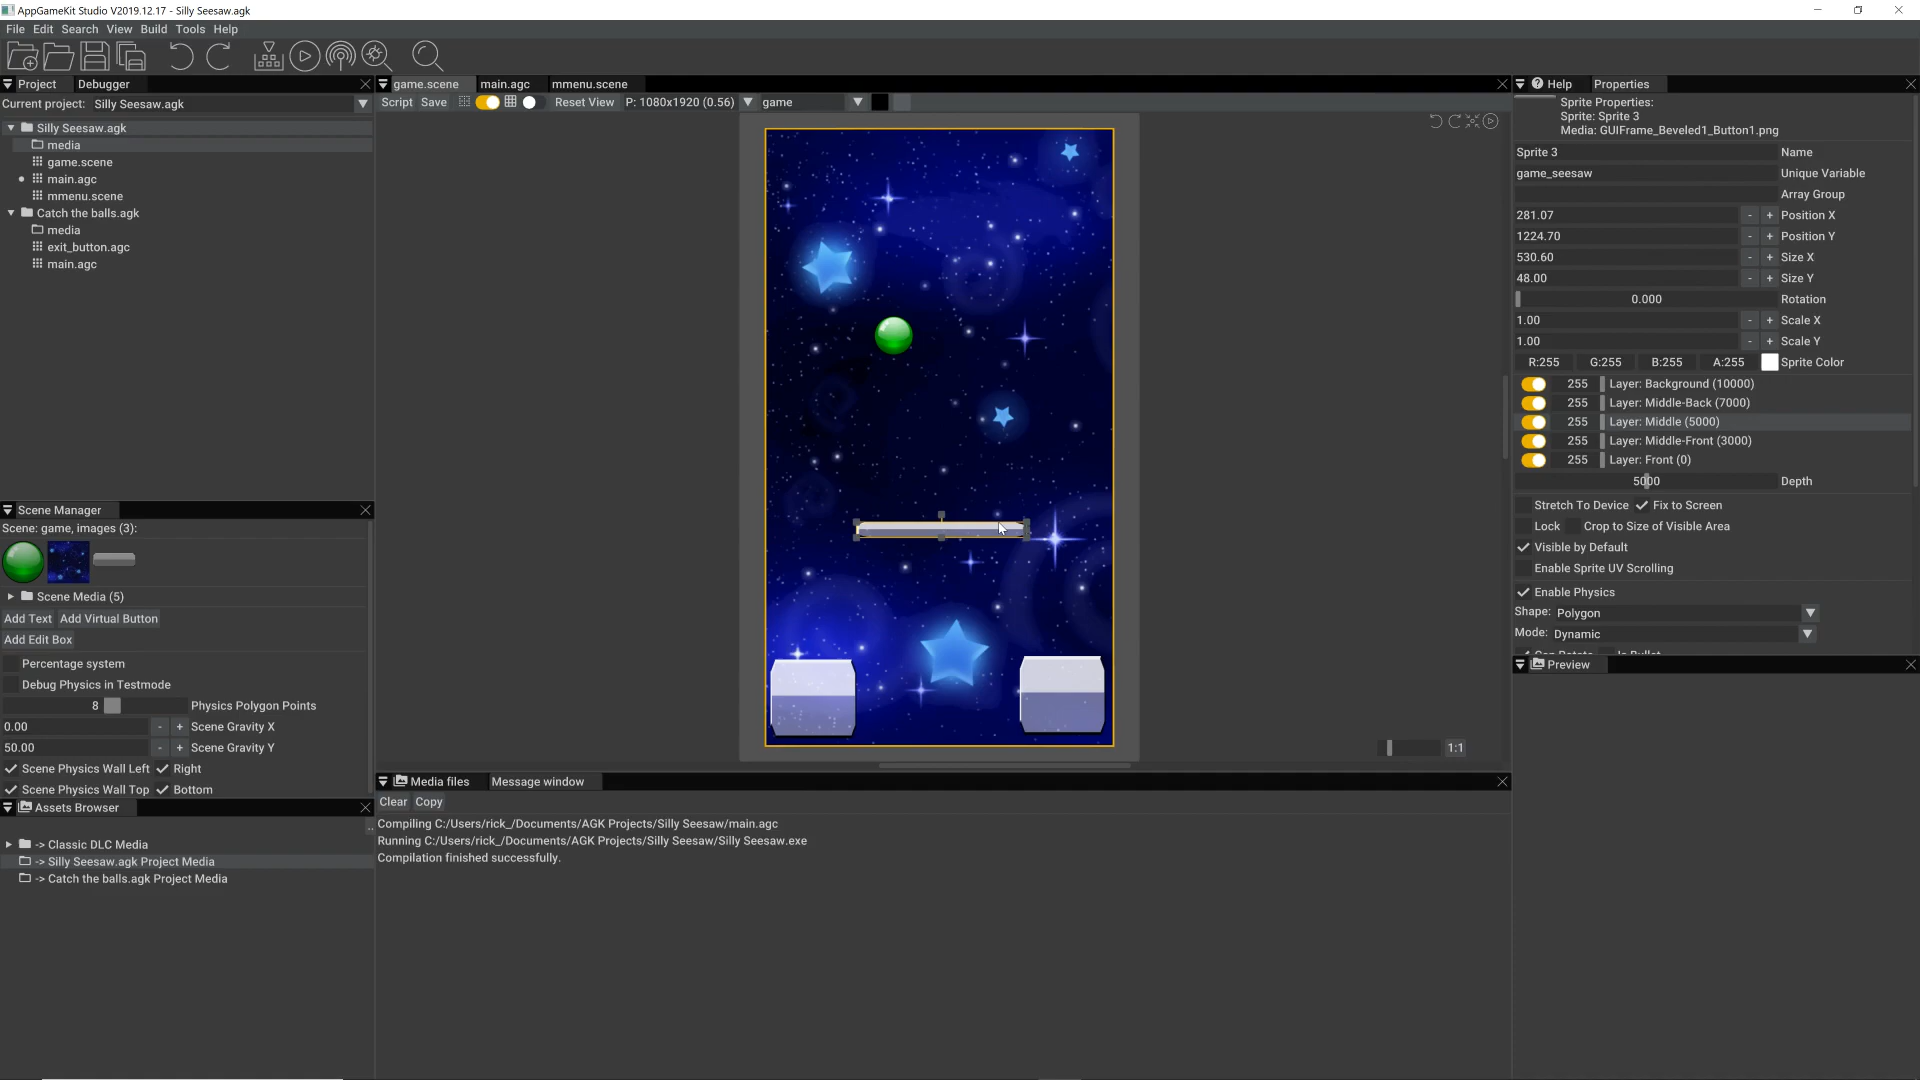 AppGameKit Studio V2019.12.17 - Silly Seesaw.agk
File Edit Search View Build Tools Help
Project Debugger
Current project: Silly Seesaw.agk
Silly Seesaw.agk
media
game.scene
main.agc
mmenu.scene
Catch the balls.agk
media
exit_button.agc
main.agc
Scene Manager
Scene: game, images (3):
Scene Media (5)
Add Text Add Virtual Button
Add Edit Box
Percentage system
Debug Physics in Testmode
8 Physics Polygon Points
0.00 - + Scene Gravity X
50.00 - + Scene Gravity Y
Scene Physics Wall Left Right
Scene Physics Wall Top Bottom
Assets Browser
..
-> Classic DLC Media
-> Silly Seesaw.agk Project Media
-> Catch the balls.agk Project Media
game.scene main.agc mmenu.scene
Script Save Reset View P: 1080x1920 (0.56) game
1:1
Media files Message window
Clear Copy
Compiling C:/Users/rick_/Documents/AGK Projects/Silly Seesaw/main.agc
Running C:/Users/rick_/Documents/AGK Projects/Silly Seesaw/Silly Seesaw.exe
Compilation finished successfully.
Help Properties
Sprite Properties:
Sprite: Sprite 3
Media: GUIFrame_Beveled1_Button1.png
Sprite 3 Name
game_seesaw Unique Variable
Array Group
281.07 - + Position X
1224.70 - + Position Y
530.60 - + Size X
48.00 - + Size Y
0.000 Rotation
1.00 - + Scale X
1.00 - + Scale Y
R:255 G:255 B:255 A:255 Sprite Color
255 Layer: Background (10000)
255 Layer: Middle-Back (7000)
255 Layer: Middle (5000)
255 Layer: Middle-Front (3000)
255 Layer: Front (0)
5000 Depth
Stretch To Device Fix to Screen
Lock Crop to Size of Visible Area
Visible by Default
Enable Sprite UV Scrolling
Enable Physics
Shape: Polygon
Mode: Dynamic
Preview